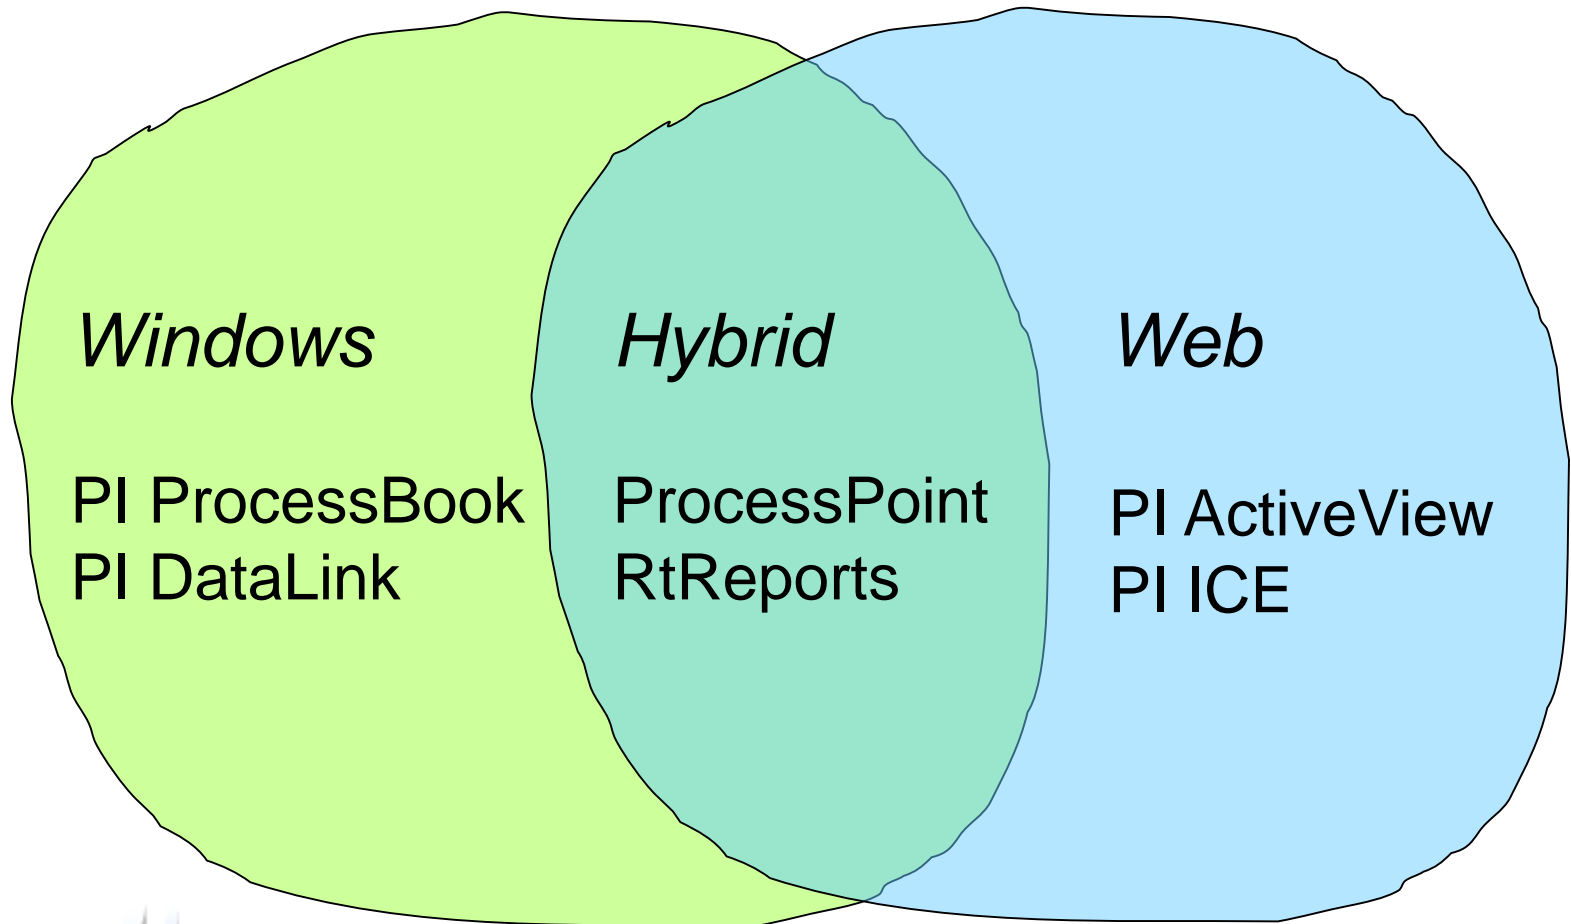 Windows
PI ProcessBook
PI DataLink
Hybrid
ProcessPoint
RtReports
Web
PI ActiveView
PI ICE